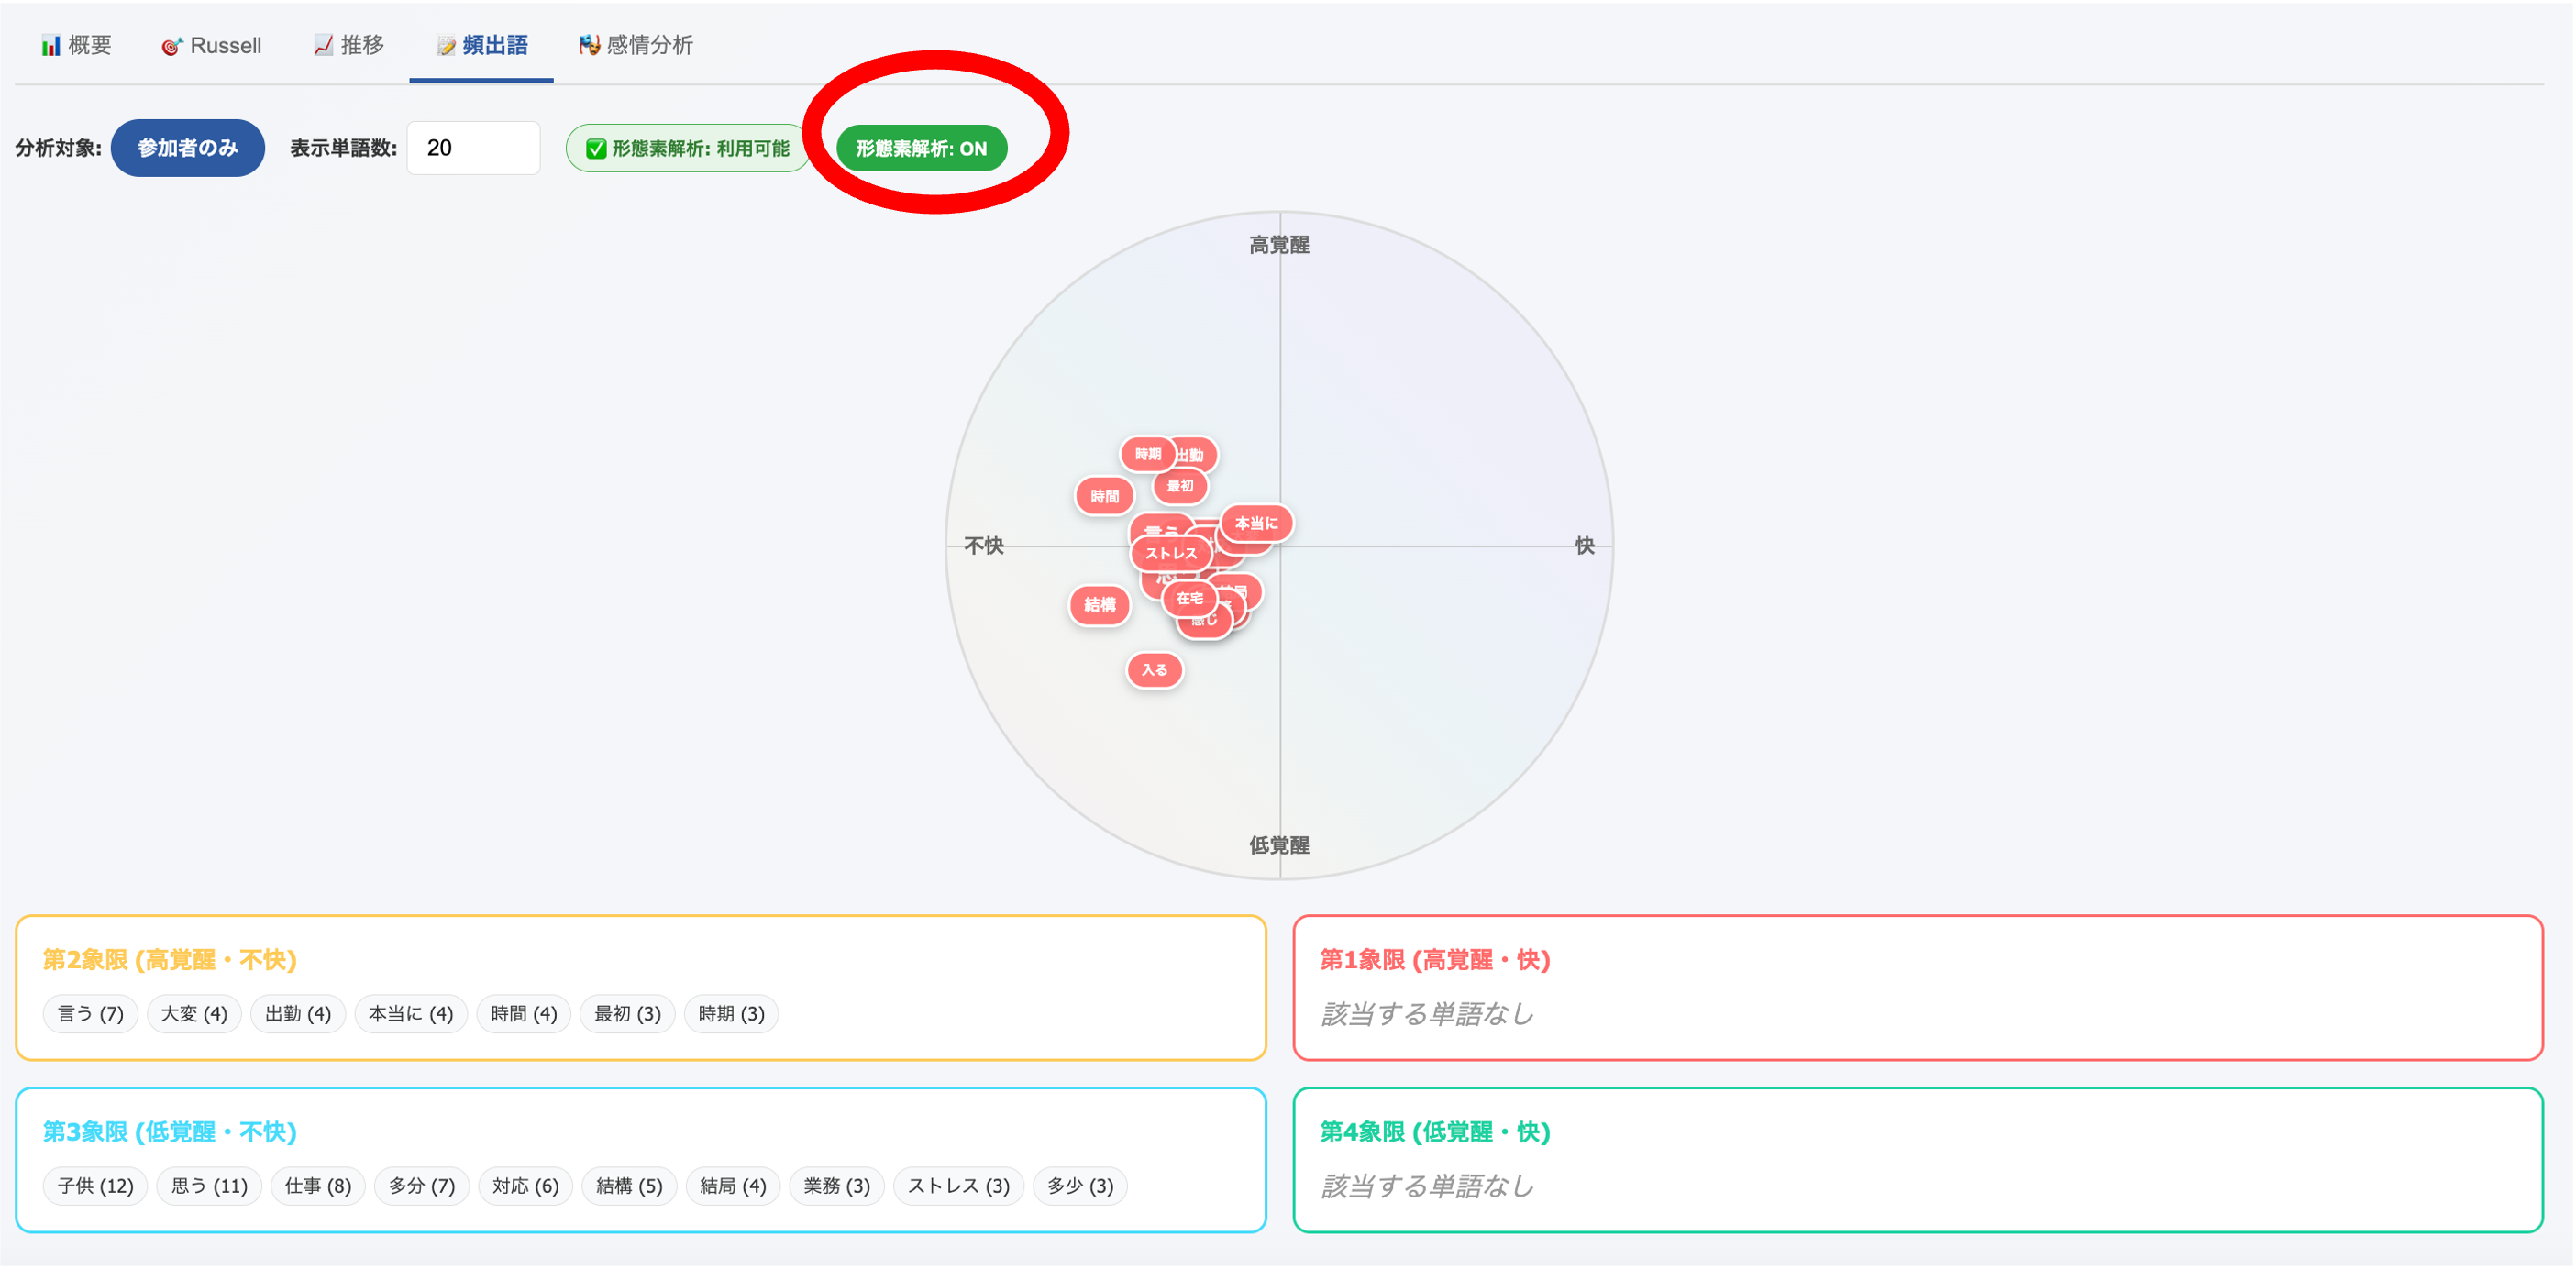 概要 Russell 推移 頻出語 感情分析
分析対象: 参加者のみ 表示単語数: 20 形態素解析: 利用可能 形態素解析: ON
高覚醒
時期 出勤
最初
時間
本当に
言う
不快 快
ストレス
思う
在宅
結構
感じ
入る
低覚醒
第2象限 (高覚醒・不快)
言う (7) 大変 (4) 出勤 (4) 本当に (4) 時間 (4) 最初 (3) 時期 (3)
第1象限 (高覚醒・快)
該当する単語なし
第3象限 (低覚醒・不快)
子供 (12) 思う (11) 仕事 (8) 多分 (7) 対応 (6) 結構 (5) 結局 (4) 業務 (3) ストレス (3) 多少 (3)
第4象限 (低覚醒・快)
該当する単語なし